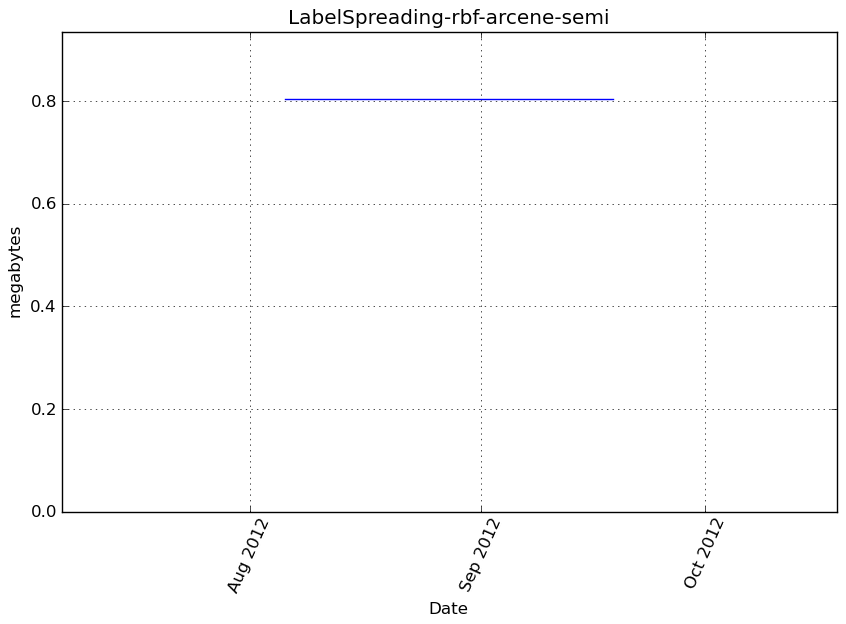 LabelSpreading-rbf-arcene-semi
megabytes
0.8
0.6
0.4
0.2
0.0
Aug 2012
Sep 2012
Oct 2012
Date